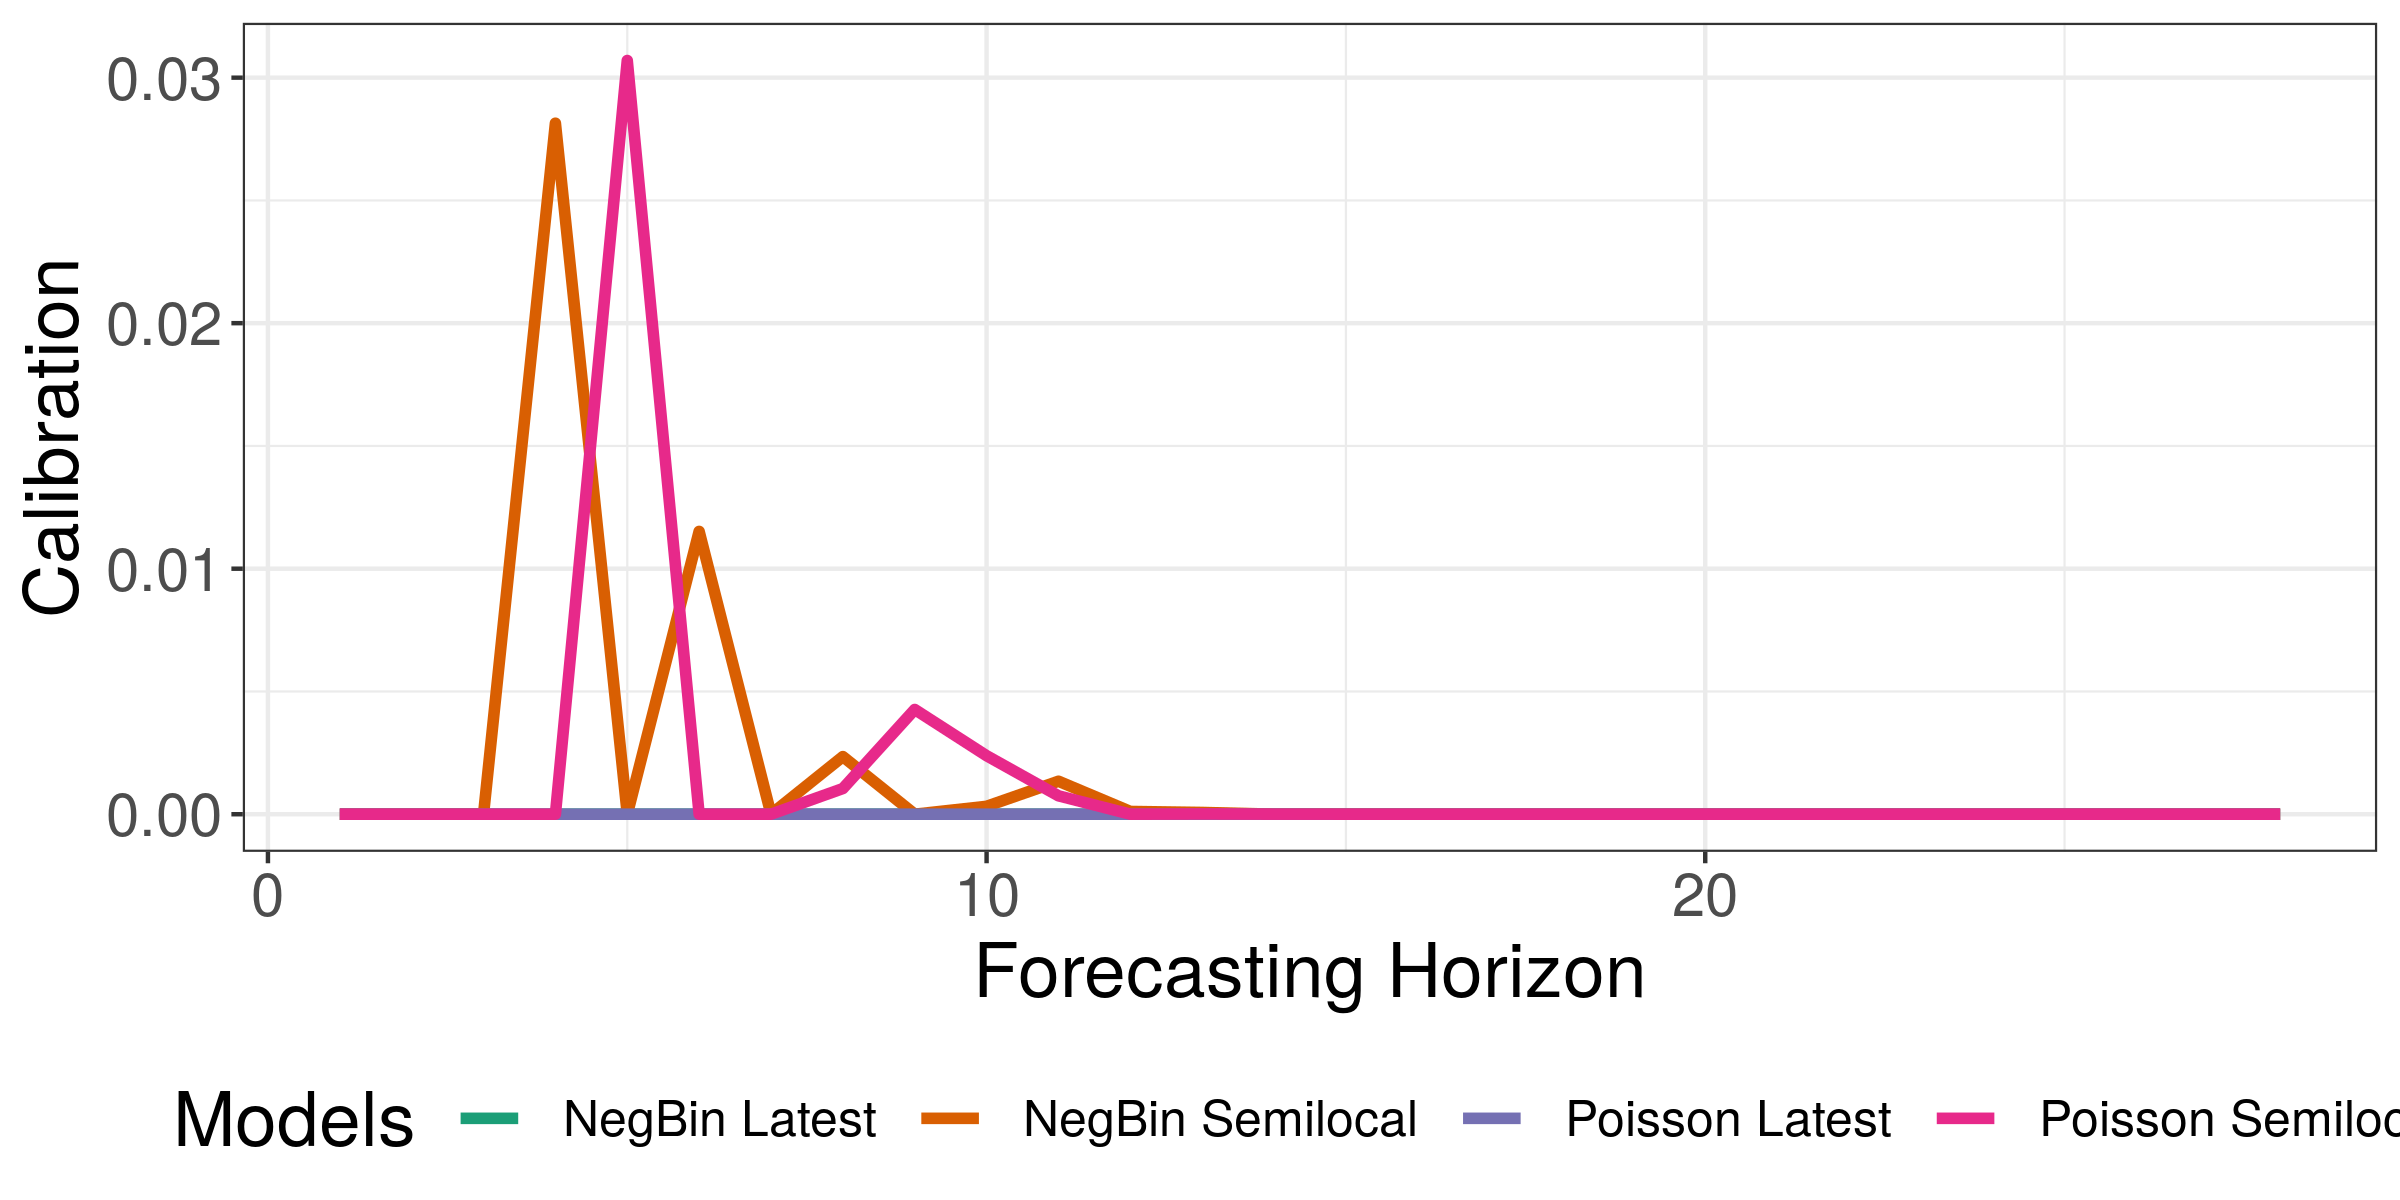 Calibration
0.03
0.02
0.01
0.00
0 10 20
Forecasting Horizon
Models NegBin Latest NegBin Semilocal Poisson Latest Poisson